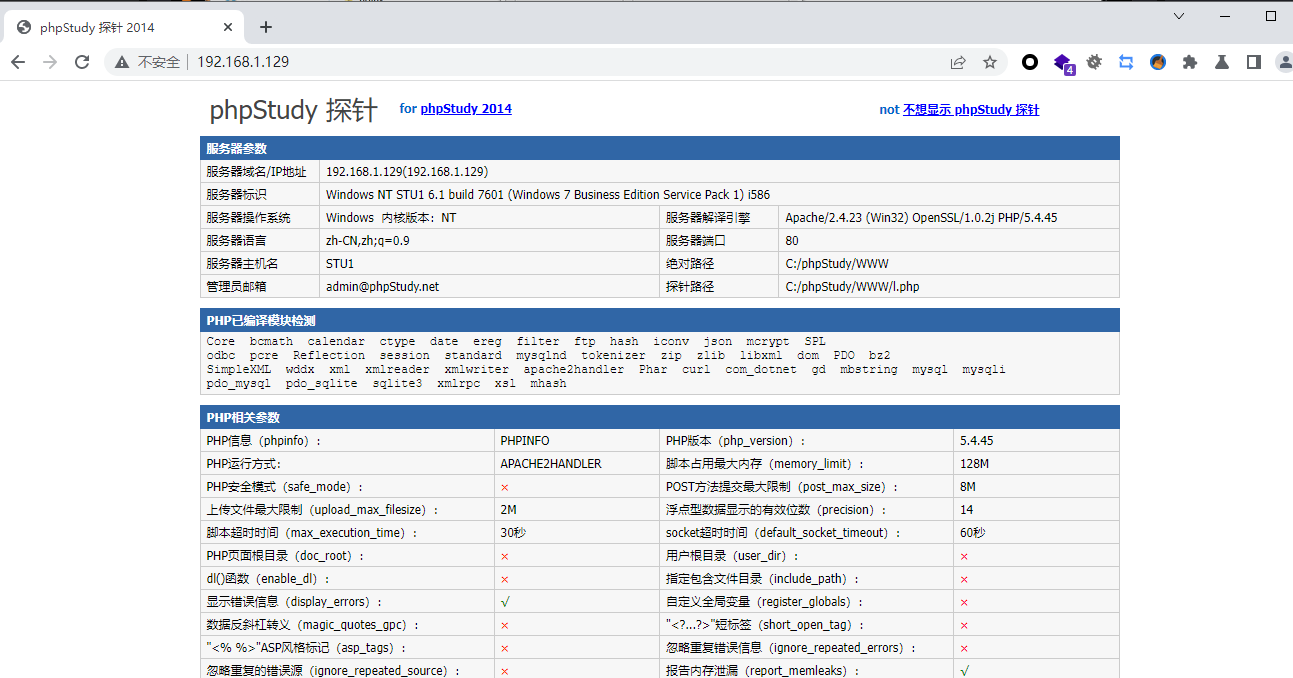 phpStudy 探针 2014
不安全 192.168.1.129
4
phpStudy 探针 for phpStudy 2014 not 不想显示 phpStudy 探针
服务器参数
服务器域名/IP地址 192.168.1.129(192.168.1.129)
服务器标识 Windows NT STU1 6.1 build 7601 (Windows 7 Business Edition Service Pack 1) i586
服务器操作系统 Windows 内核版本：NT 服务器解译引擎 Apache/2.4.23 (Win32) OpenSSL/1.0.2j PHP/5.4.45
服务器语言 zh-CN,zh;q=0.9 服务器端口 80
服务器主机名 STU1 绝对路径 C:/phpStudy/WWW
管理员邮箱 admin@phpStudy.net 探针路径 C:/phpStudy/WWW/l.php
PHP已编译模块检测
Core bcmath calendar ctype date ereg filter ftp hash iconv json mcrypt SPL
odbc pcre Reflection session standard mysqlnd tokenizer zip zlib libxml dom PDO bz2
SimpleXML wddx xml xmlreader xmlwriter apache2handler Phar curl com_dotnet gd mbstring mysql mysqli
pdo_mysql pdo_sqlite sqlite3 xmlrpc xsl mhash
PHP相关参数
PHP信息（phpinfo）： PHPINFO PHP版本（php_version）： 5.4.45
PHP运行方式： APACHE2HANDLER 脚本占用最大内存（memory_limit）： 128M
PHP安全模式（safe_mode）： × POST方法提交最大限制（post_max_size）： 8M
上传文件最大限制（upload_max_filesize）： 2M 浮点型数据显示的有效位数（precision）： 14
脚本超时时间（max_execution_time）： 30秒 socket超时时间（default_socket_timeout）： 60秒
PHP页面根目录（doc_root）： × 用户根目录（user_dir）： ×
dl()函数（enable_dl）： × 指定包含文件目录（include_path）： ×
显示错误信息（display_errors）： √ 自定义全局变量（register_globals）： ×
数据反斜杠转义（magic_quotes_gpc）： × "<?...?>"短标签（short_open_tag）： ×
"<% %>"ASP风格标记（asp_tags）： × 忽略重复错误信息（ignore_repeated_errors）： ×
忽略重复的错误源（ignore_repeated_source）： × 报告内存泄漏（report_memleaks）： √